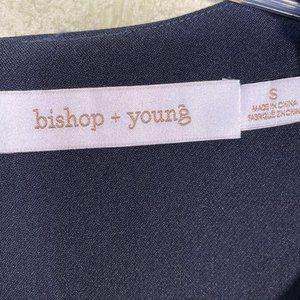 bishop + young
S
MADE IN CHINA
FABRIQUÉ EN CHINE